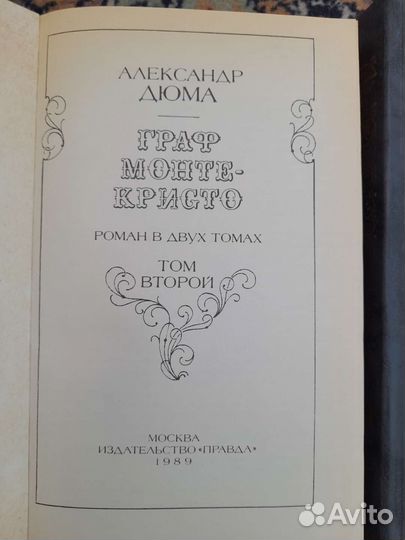 АЛЕКСАНДР
ДЮМА
ГРАФ
МОНТЕ-
КРИСТО
РОМАН В ДВУХ ТОМАХ
ТОМ
ВТОРОЙ
МОСКВА
ИЗДАТЕЛЬСТВО «ПРАВДА»
1989
Avito